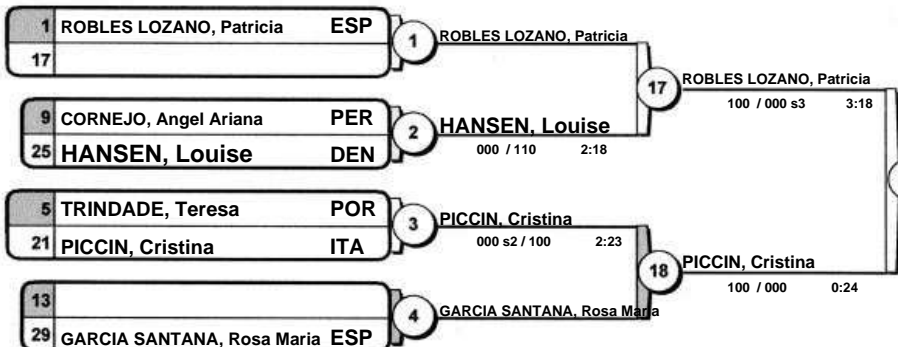 1 ROBLES LOZANO, Patricia ESP
17
1
ROBLES LOZANO, Patricia
9 CORNEJO, Angel Ariana PER
25 HANSEN, Louise DEN
2
HANSEN, Louise
000 / 110 2:18
17
ROBLES LOZANO, Patricia
100 / 000 s3 3:18
5 TRINDADE, Teresa POR
21 PICCIN, Cristina ITA
3
PICCIN, Cristina
000 s2 / 100 2:23
13
29 GARCIA SANTANA, Rosa Maria ESP
4
GARCIA SANTANA, Rosa Maria
18
PICCIN, Cristina
100 / 000 0:24